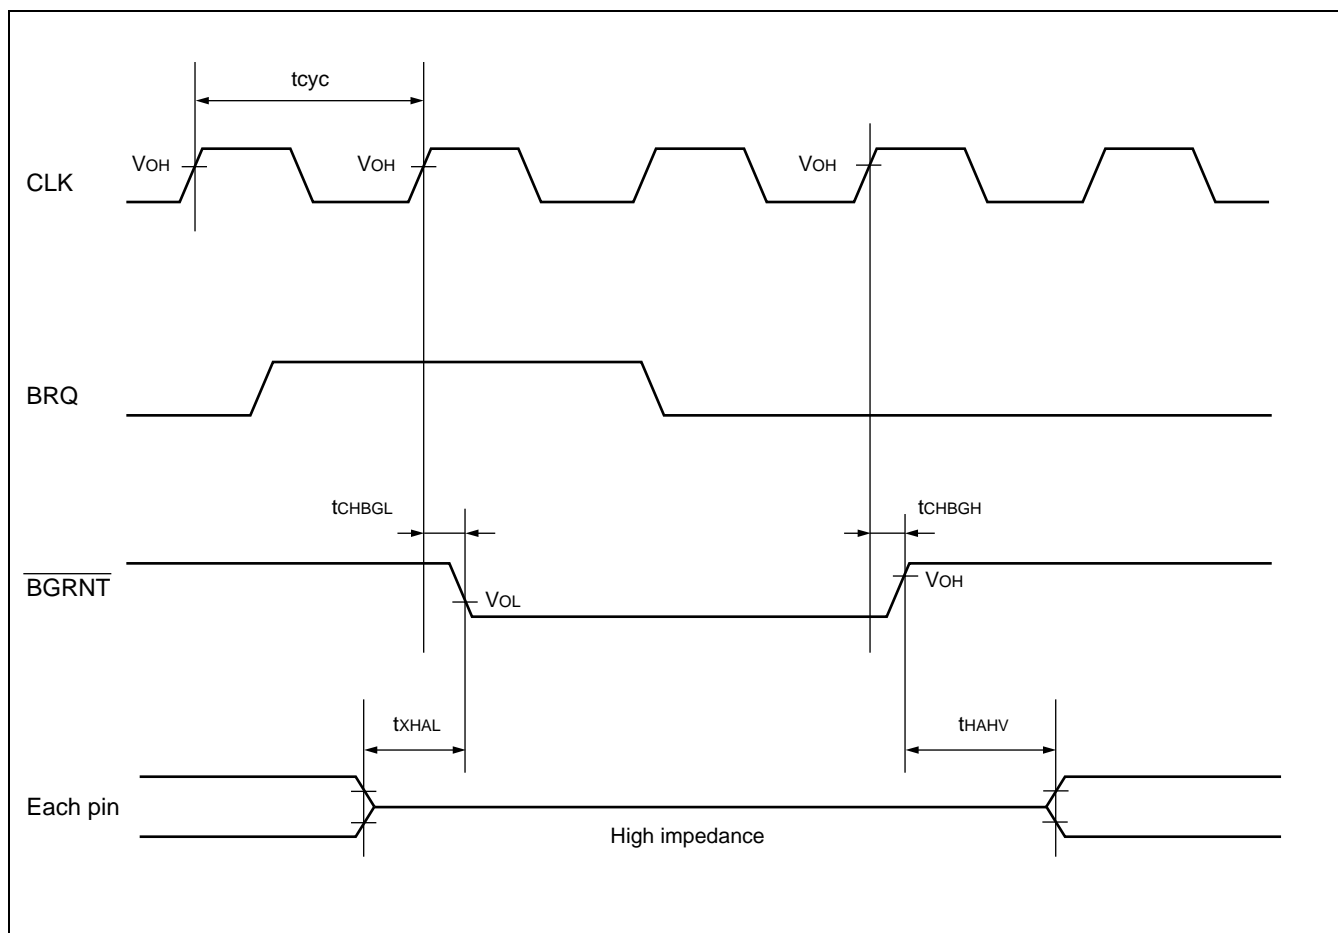 tcyc
VOH
VOH
VOH
CLK
BRQ
tCHBGL
tCHBGH
BGRNT
VOL
VOH
tXHAL
tHAHV
Each pin
High impedance